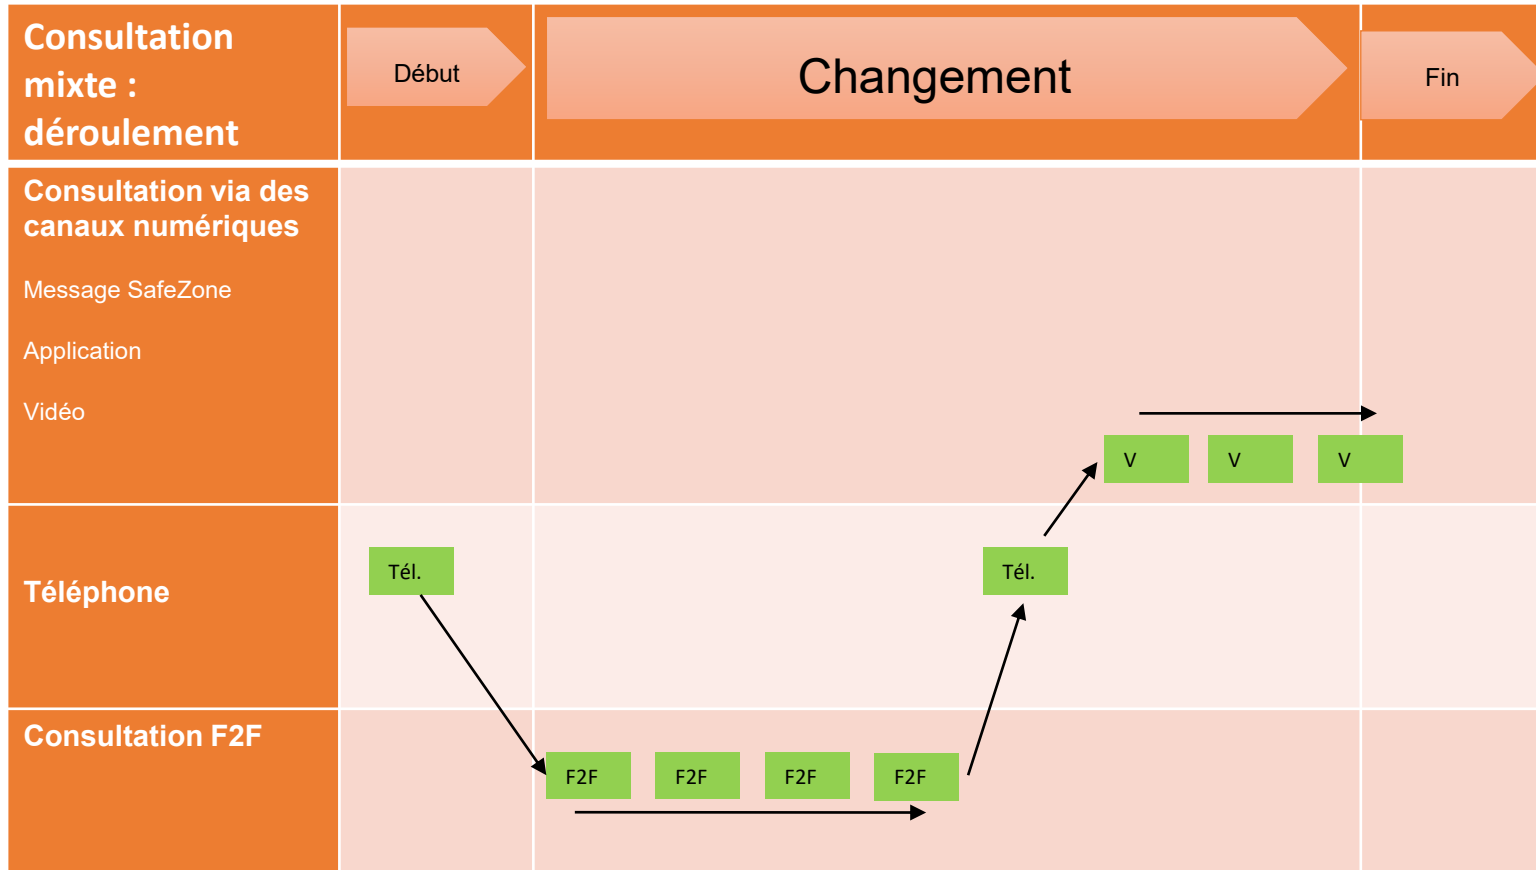 Consultation
mixte :
déroulement
Début
Changement
Fin
Consultation via des
canaux numériques
Message SafeZone
Application
Vidéo
V
V
V
Téléphone
Tél.
Tél.
Consultation F2F
F2F
F2F
F2F
F2F